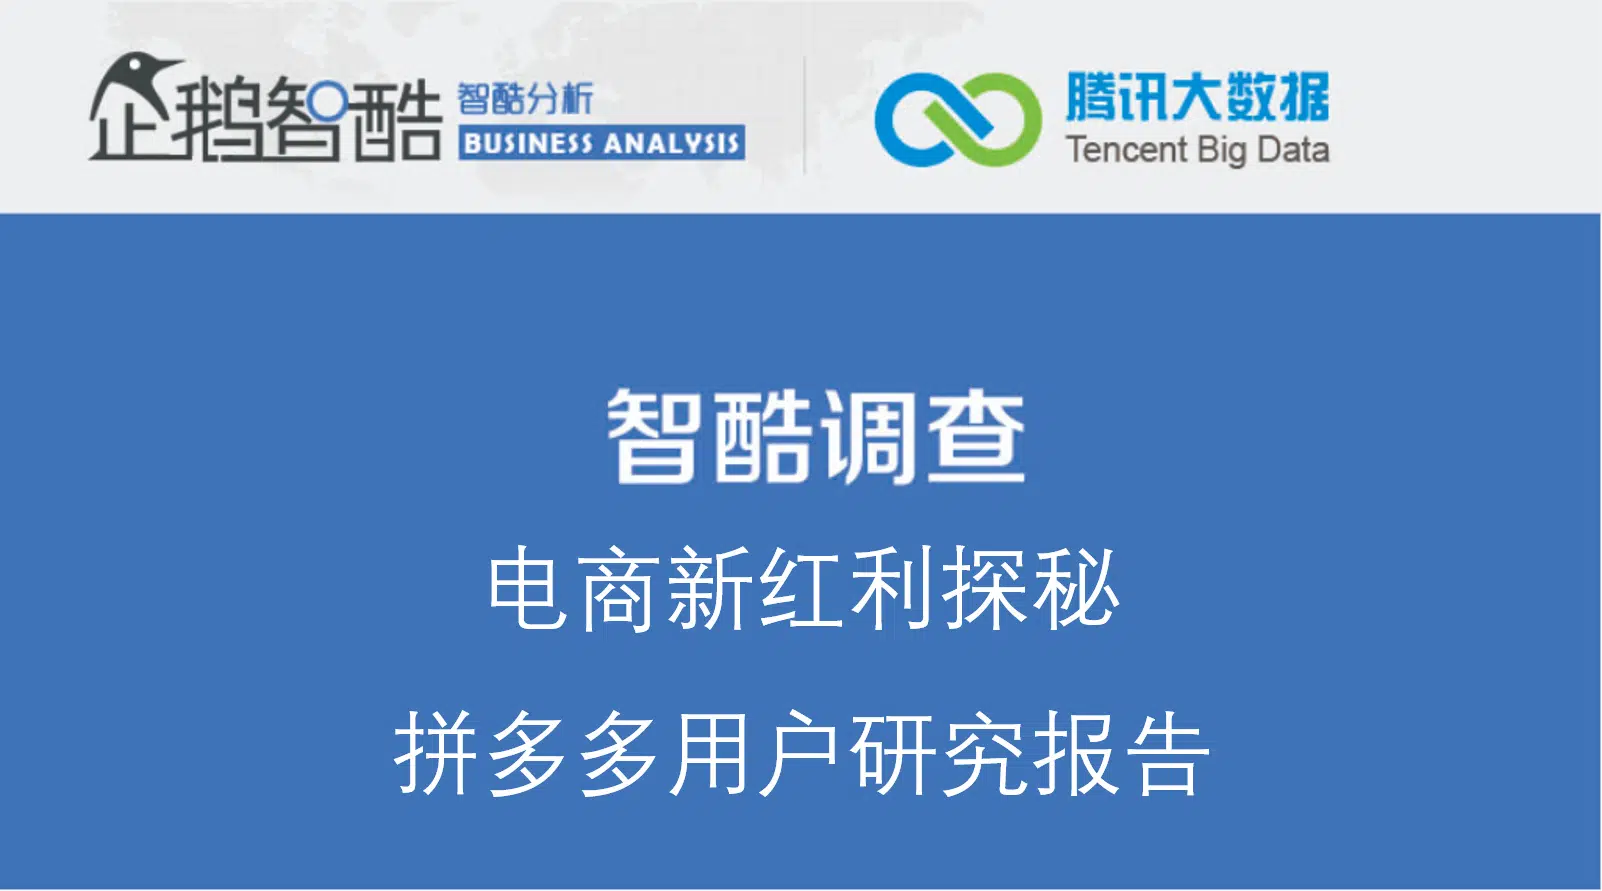 企鹅智酷
智酷分析
BUSINESS ANALYSIS
腾讯大数据
Tencent Big Data
智酷调查
电商新红利探秘
拼多多用户研究报告